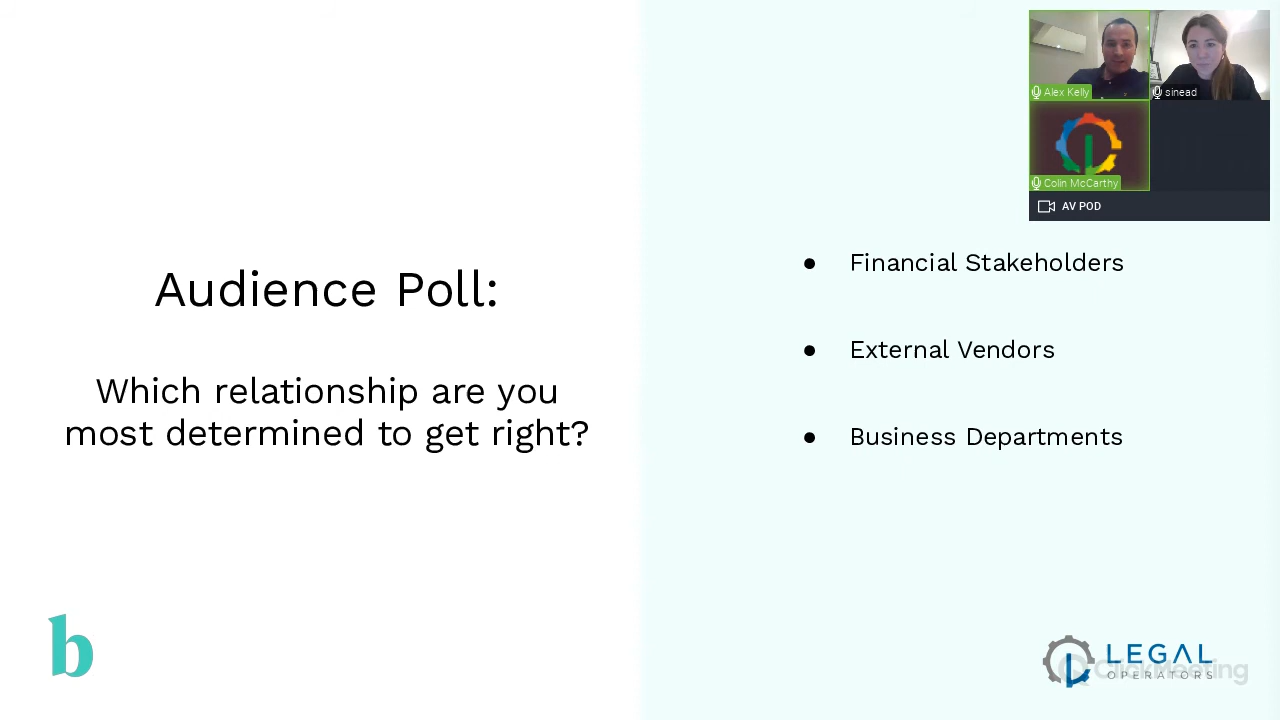 Alex Kelly
sinead
Colin McCarthy
AV POD
Audience Poll:
Which relationship are you
most determined to get right?
● Financial Stakeholders
● External Vendors
● Business Departments
b
LEGAL
OPERATORS
ClickMeeting